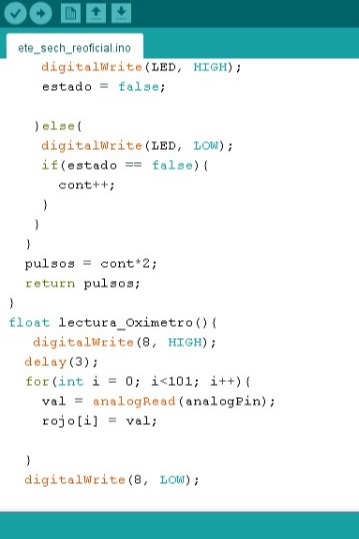 ete_sech_reoficial.ino
digitalWrite(LED, HIGH);
estado = false;
}else{
digitalWrite(LED, LOW);
if(estado == false){
cont++;
}
}
}
pulsos = cont*2;
return pulsos;
}
float lectura_Oximetro(){
digitalWrite(8, HIGH);
delay(3);
for(int i = 0; i<101; i++){
val = analogRead(analogPin);
rojo[i] = val;
}
digitalWrite(8, LOW);